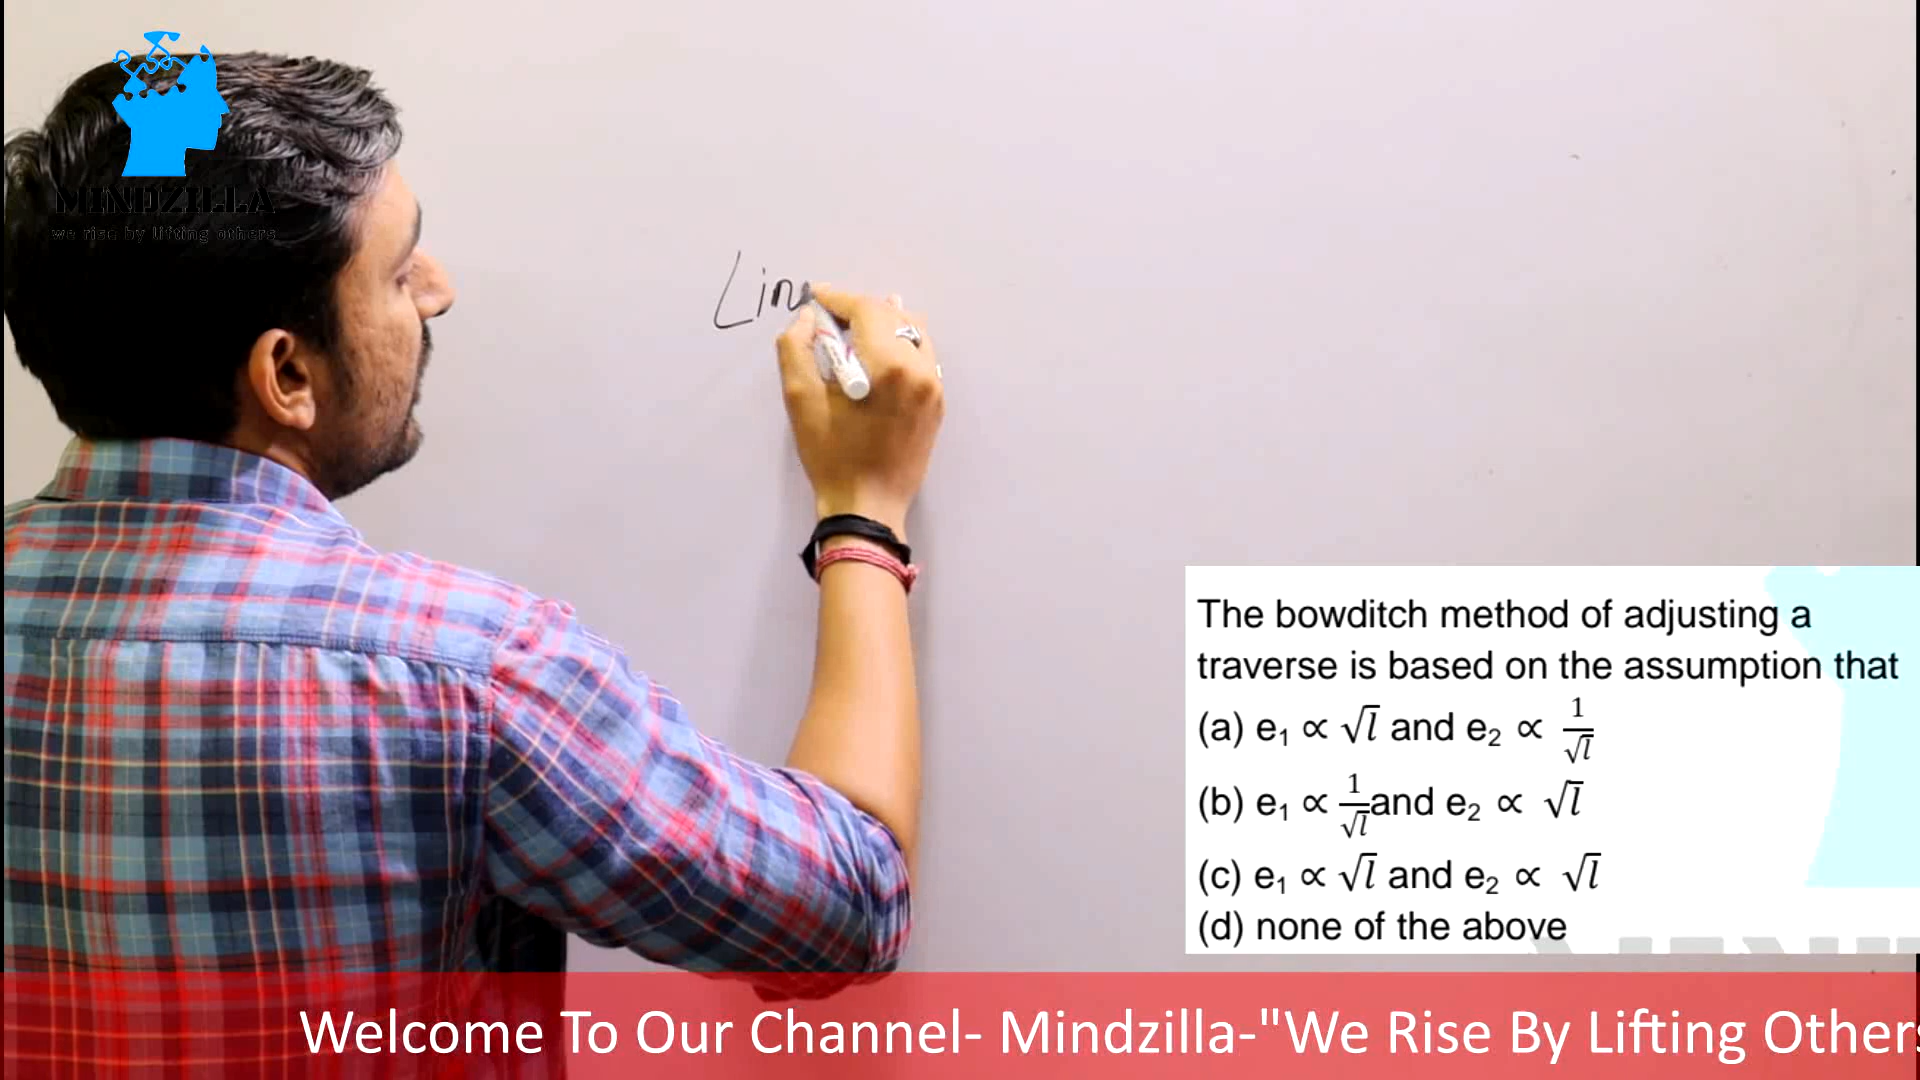 MINDZILLA
we rise by lifting others
Lin
The bowditch method of adjusting a
traverse is based on the assumption that
(a) e₁ ∝ √l and e₂ ∝ 1/√l
(b) e₁ ∝ 1/√l and e₂ ∝ √l
(c) e₁ ∝ √l and e₂ ∝ √l
(d) none of the above
Welcome To Our Channel- Mindzilla-"We Rise By Lifting Others